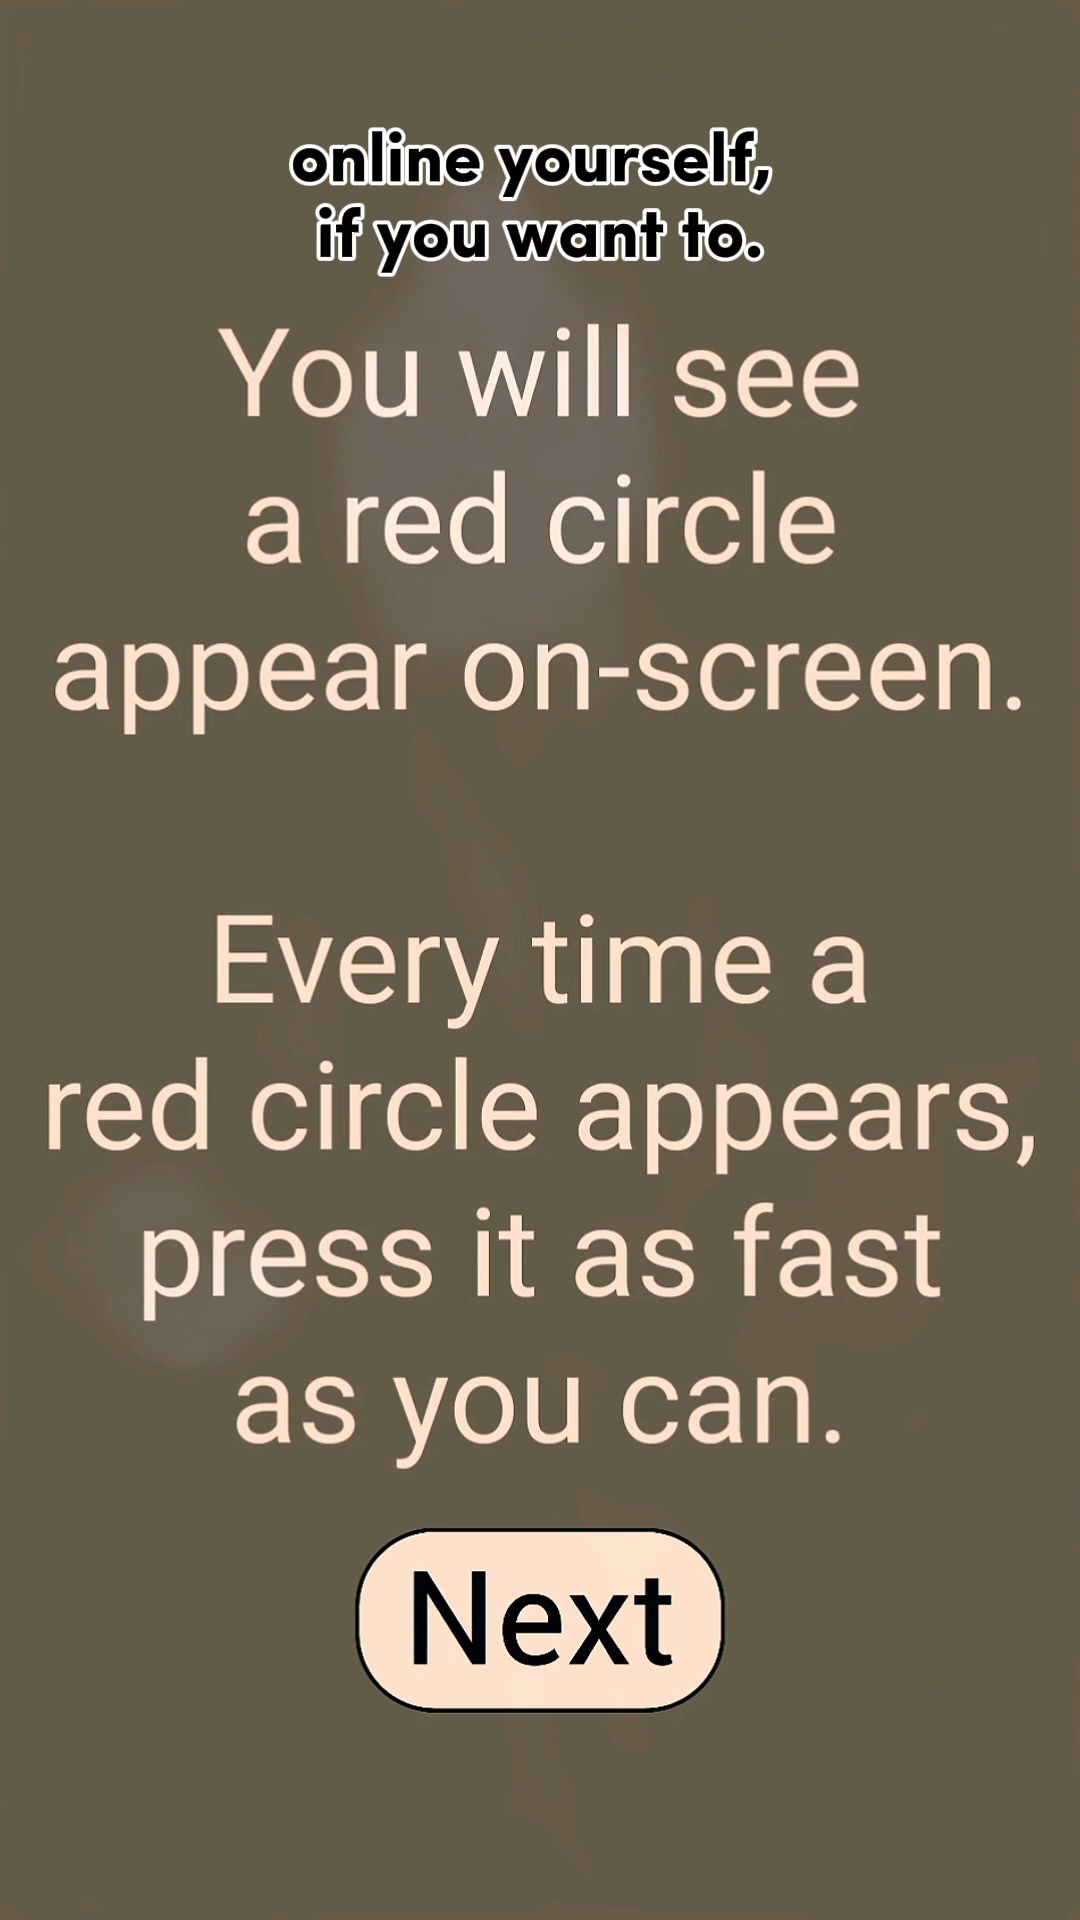 online yourself,
if you want to.
You will see
a red circle
appear on-screen.
Every time a
red circle appears,
press it as fast
as you can.
Next